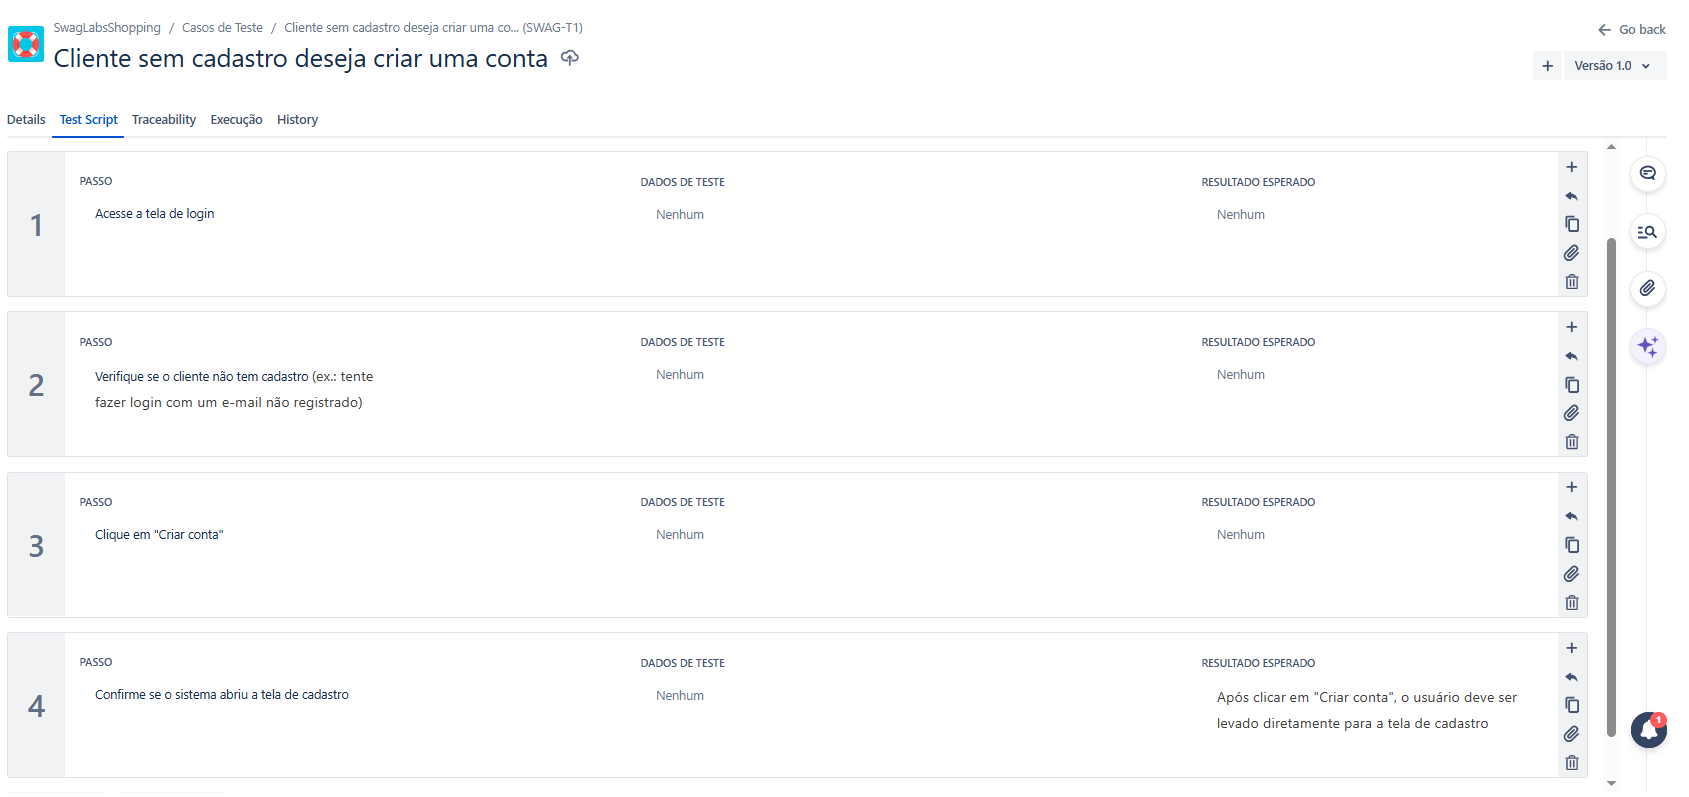 SwagLabsShopping / Casos de Teste / Cliente sem cadastro deseja criar uma co... (SWAG-T1)
Go back
Cliente sem cadastro deseja criar uma conta
Versão 1.0
Details Test Script Traceability Execução History
1
PASSO
Acesse a tela de login
DADOS DE TESTE
Nenhum
RESULTADO ESPERADO
Nenhum
2
PASSO
Verifique se o cliente não tem cadastro (ex.: tente
fazer login com um e-mail não registrado)
DADOS DE TESTE
Nenhum
RESULTADO ESPERADO
Nenhum
3
PASSO
Clique em "Criar conta"
DADOS DE TESTE
Nenhum
RESULTADO ESPERADO
Nenhum
4
PASSO
Confirme se o sistema abriu a tela de cadastro
DADOS DE TESTE
Nenhum
RESULTADO ESPERADO
Após clicar em "Criar conta", o usuário deve ser
levado diretamente para a tela de cadastro
1